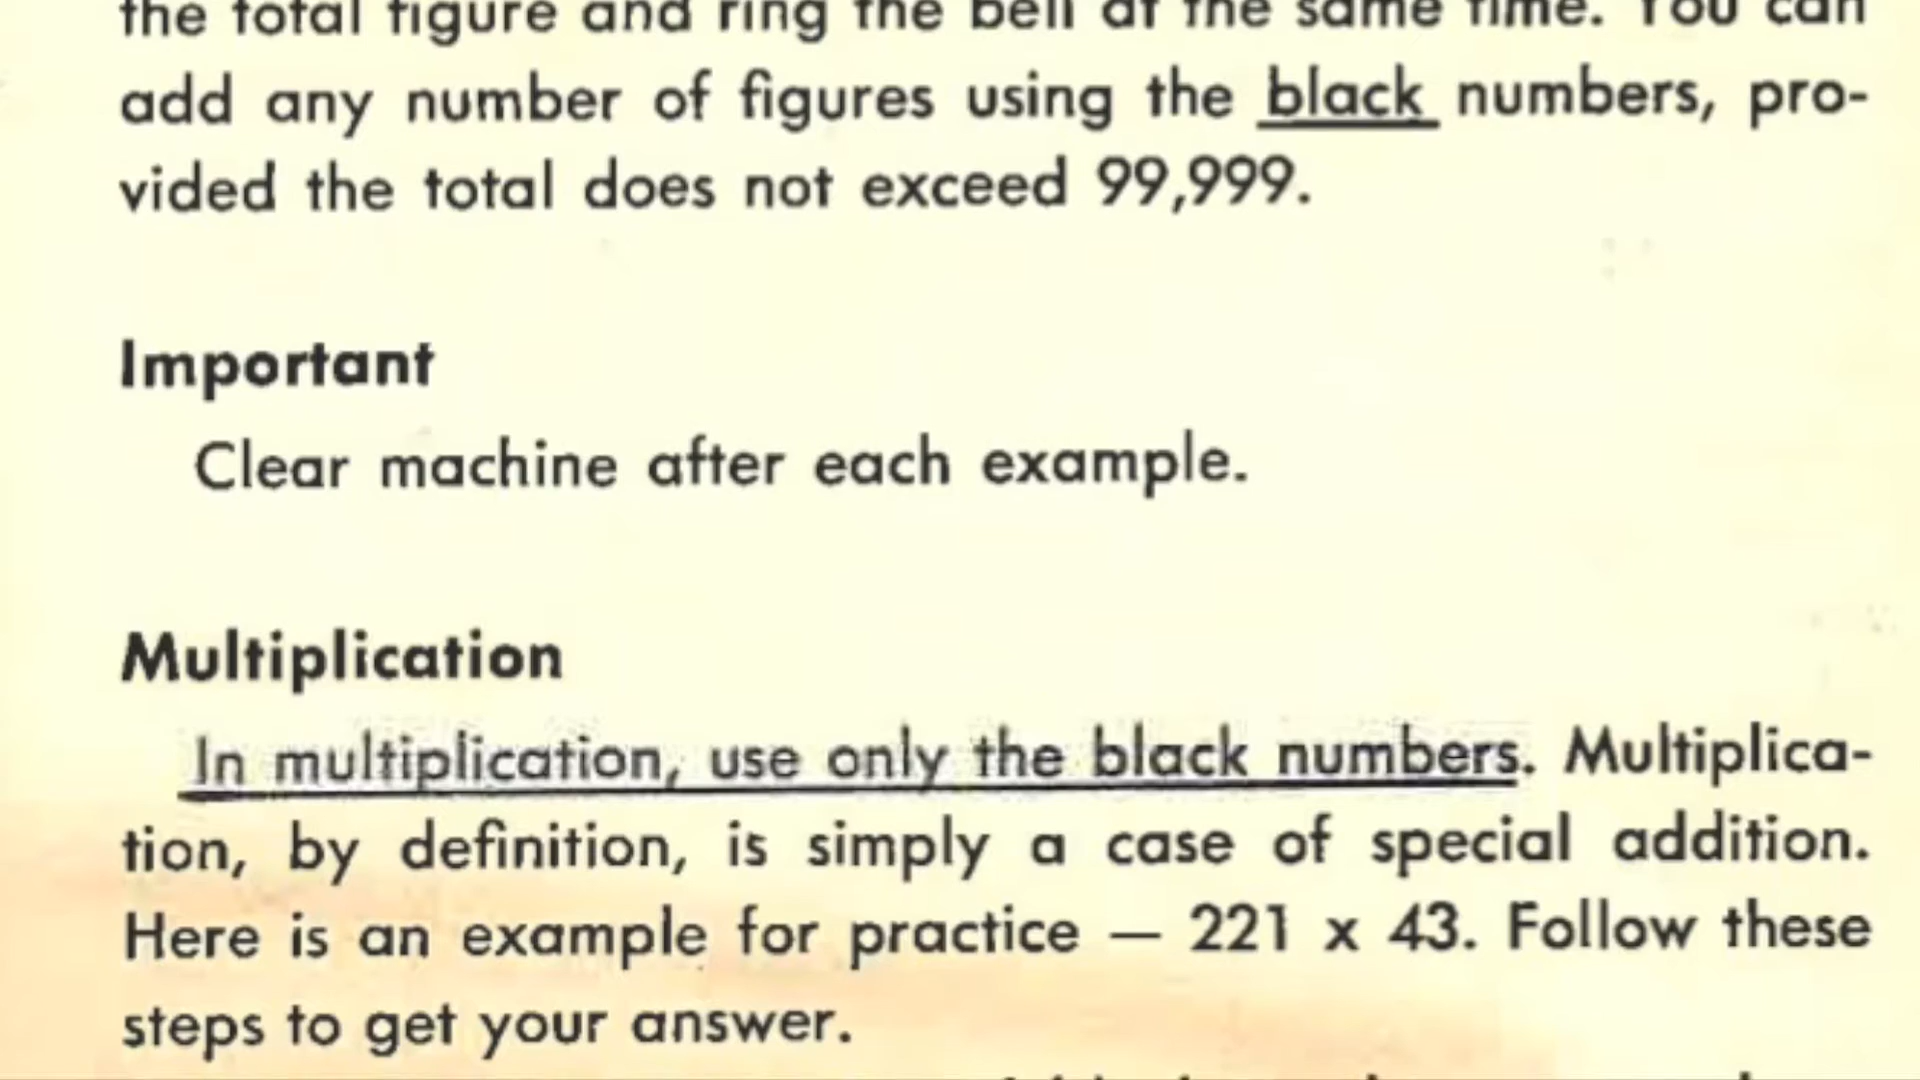 the total figure and ring the bell at the same time. You can
add any number of figures using the black numbers, pro-
vided the total does not exceed 99,999.
Important
Clear machine after each example.
Multiplication
In multiplication, use only the black numbers. Multiplica-
tion, by definition, is simply a case of special addition.
Here is an example for practice — 221 x 43. Follow these
steps to get your answer.